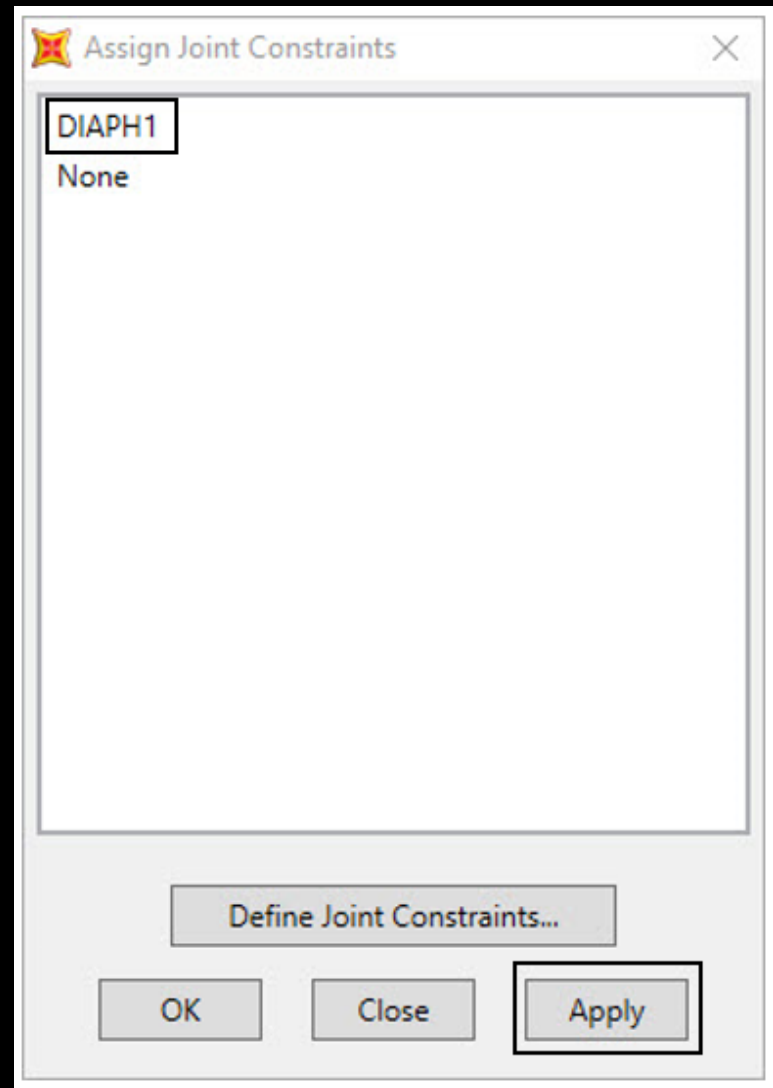 Assign Joint Constraints
DIAPH1
None
Define Joint Constraints...
OK
Close
Apply